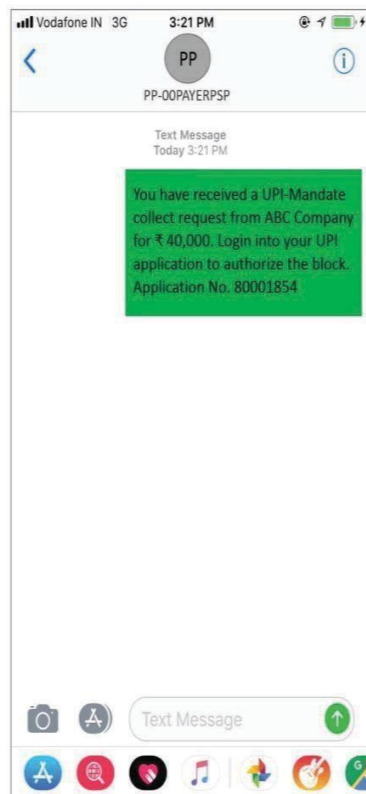 Vodafone IN 3G 3:21 PM
PP
PP-00PAYERPSP
Text Message
Today 3:21 PM
You have received a UPI-Mandate
collect request from ABC Company
for ₹ 40,000. Login into your UPI
application to authorize the block.
Application No. 80001854
Text Message
G